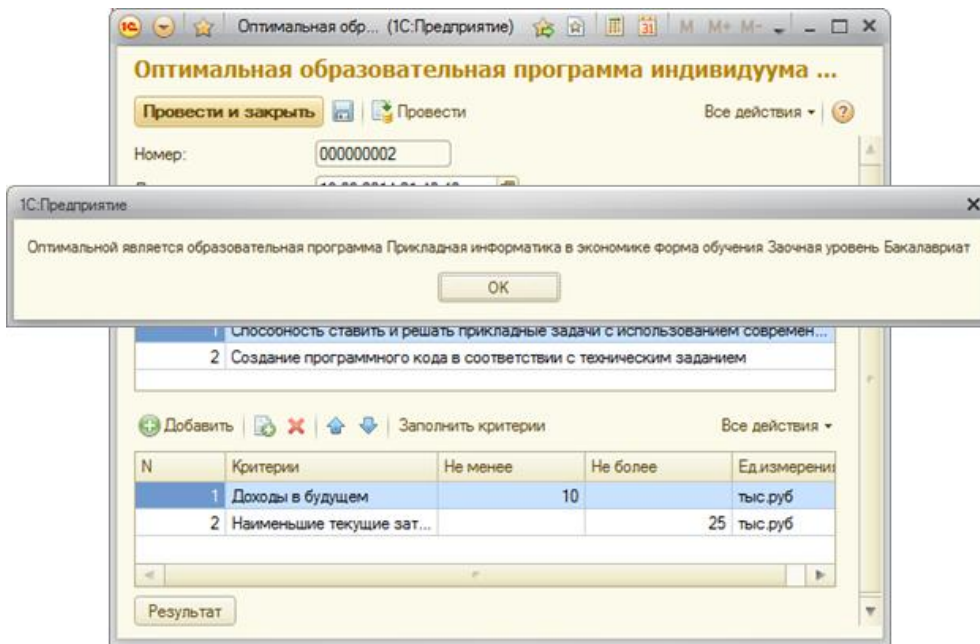 Оптимальная обр... (1С:Предприятие) M M+ M-
Оптимальная образовательная программа индивидуума ...
Провести и закрыть Провести Все действия
Номер: 000000002
1С:Предприятие
Оптимальной является образовательная программа Прикладная информатика в экономике форма обучения Заочная уровень Бакалавриат
OK
1 Способность ставить и решать прикладные задачи с использованием современ...
2 Создание программного кода в соответствии с техническим заданием
Добавить Заполнить критерии Все действия
N Критерии Не менее Не более Ед.измерения
1 Доходы в будущем 10 тыс.руб
2 Наименьшие текущие зат... 25 тыс.руб
Результат